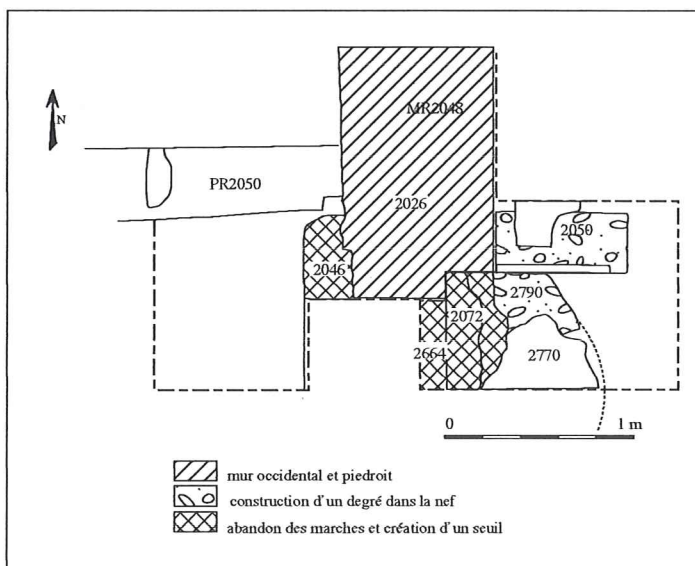 MR2048
N
PR2050
2026
2050
2046
2790
2072
2664
2770
0 1 m
mur occidental et piedroit
construction d'un degré dans la nef
abandon des marches et création d'un seuil